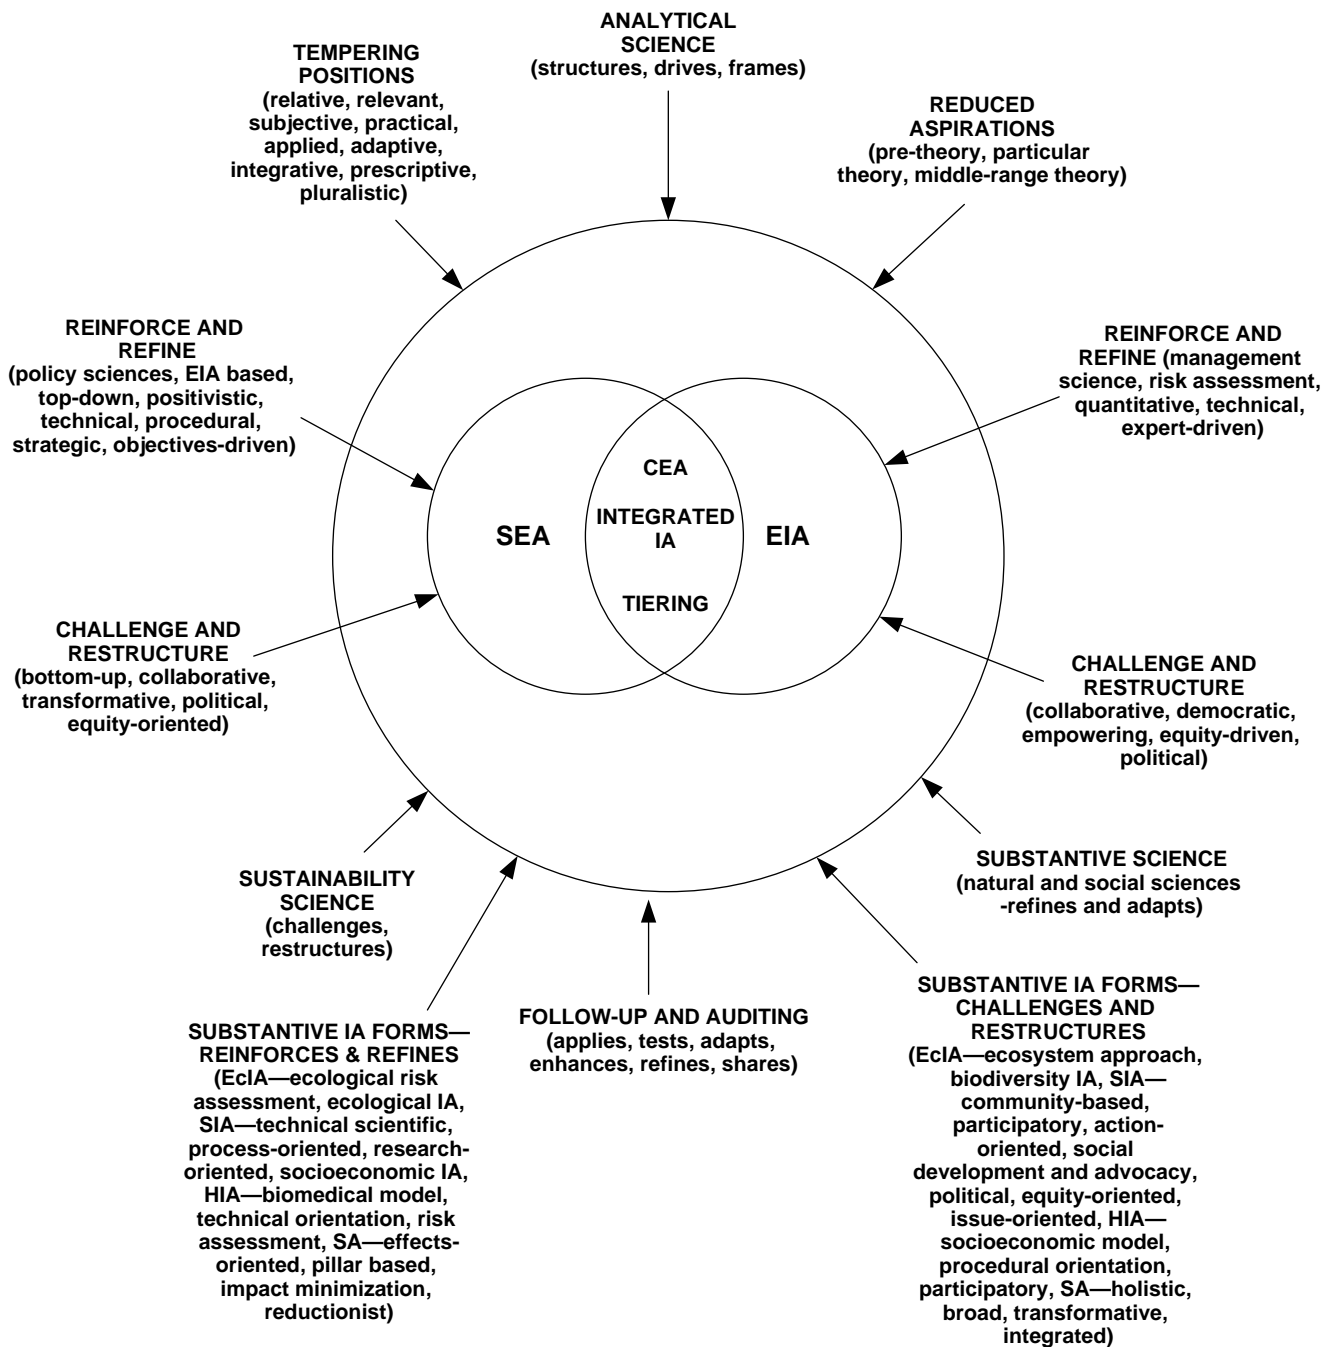 ANALYTICAL
SCIENCE
(structures, drives, frames)
TEMPERING
POSITIONS
(relative, relevant,
subjective, practical,
applied, adaptive,
integrative, prescriptive,
pluralistic)
REDUCED
ASPIRATIONS
(pre-theory, particular
theory, middle-range theory)
REINFORCE AND
REFINE
(policy sciences, EIA based,
top-down, positivistic,
technical, procedural,
strategic, objectives-driven)
REINFORCE AND
REFINE (management
science, risk assessment,
quantitative, technical,
expert-driven)
SEA
CEA
INTEGRATED
IA
TIERING
EIA
CHALLENGE AND
RESTRUCTURE
(bottom-up, collaborative,
transformative, political,
equity-oriented)
CHALLENGE AND
RESTRUCTURE
(collaborative, democratic,
empowering, equity-driven,
political)
SUSTAINABILITY
SCIENCE
(challenges,
restructures)
SUBSTANTIVE SCIENCE
(natural and social sciences
-refines and adapts)
SUBSTANTIVE IA FORMS—
REINFORCES & REFINES
(EcIA—ecological risk
assessment, ecological IA,
SIA—technical scientific,
process-oriented, research-
oriented, socioeconomic IA,
HIA—biomedical model,
technical orientation, risk
assessment, SA—effects-
oriented, pillar based,
impact minimization,
reductionist)
FOLLOW-UP AND AUDITING
(applies, tests, adapts,
enhances, refines, shares)
SUBSTANTIVE IA FORMS—
CHALLENGES AND
RESTRUCTURES
(EcIA—ecosystem approach,
biodiversity IA, SIA—
community-based,
participatory, action-
oriented, social
development and advocacy,
political, equity-oriented,
issue-oriented, HIA—
socioeconomic model,
procedural orientation,
participatory, SA—holistic,
broad, transformative,
integrated)